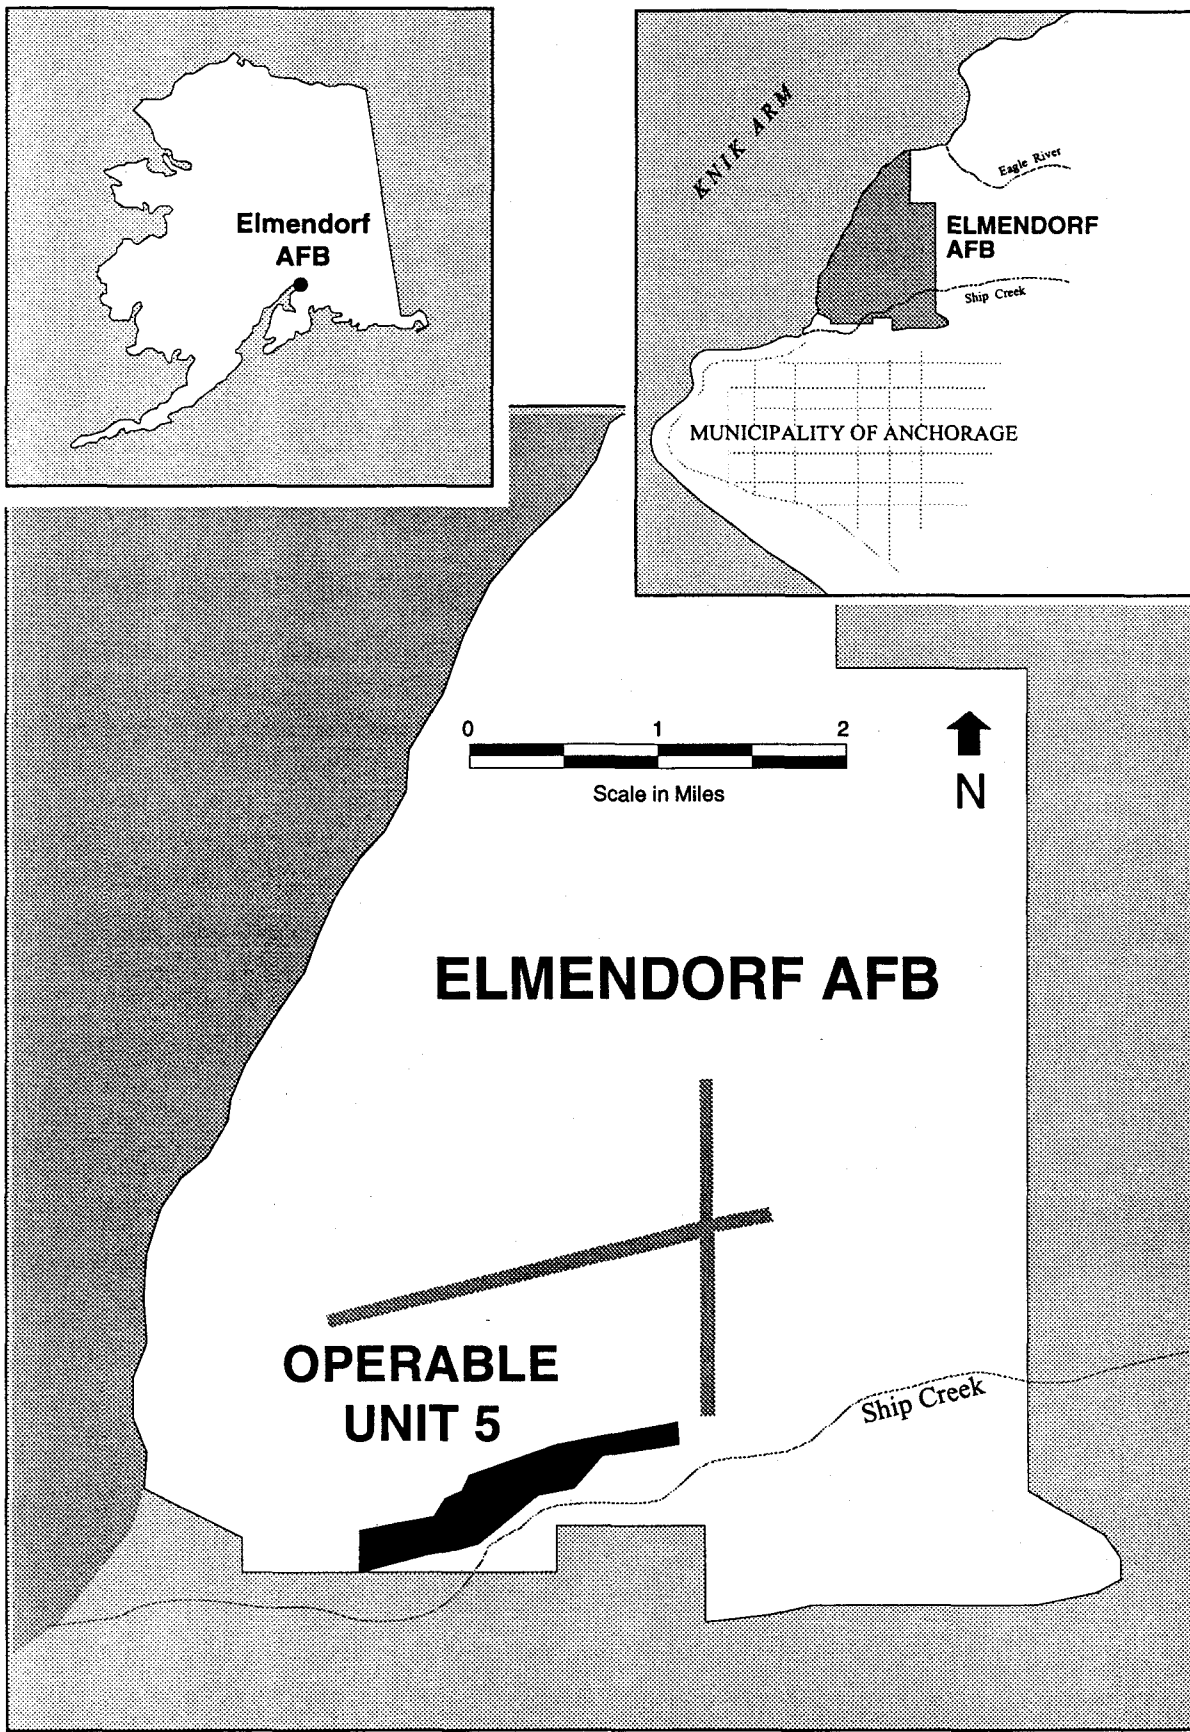 Elmendorf
AFB
KNIK ARM
Eagle River
ELMENDORF
AFB
Ship Creek
MUNICIPALITY OF ANCHORAGE
0 1 2
Scale in Miles
N
ELMENDORF AFB
OPERABLE
UNIT 5
Ship Creek